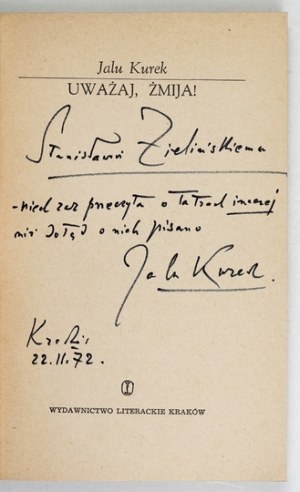 Jalu Kurek
UWAŻAJ, ŻMIJA!
Stanisławowi Zielińskiemu
- niech raz przeczyta o Tatrach inaczej
niż dotąd o nich pisano
Jalu Kurek.
Kraków
22.II.72.
WYDAWNICTWO LITERACKIE KRAKÓW